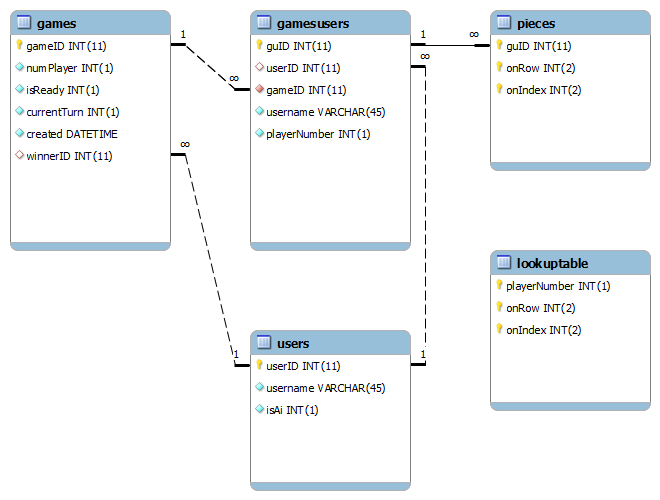 games
gameID INT(11)
numPlayer INT(1)
isReady INT(1)
currentTurn INT(1)
created DATETIME
winnerID INT(11)
1
∞
∞
1
gamesusers
guID INT(11)
userID INT(11)
gameID INT(11)
username VARCHAR(45)
playerNumber INT(1)
1
∞
∞
1
pieces
guID INT(11)
onRow INT(2)
onIndex INT(2)
lookuptable
playerNumber INT(1)
onRow INT(2)
onIndex INT(2)
users
userID INT(11)
username VARCHAR(45)
isAi INT(1)